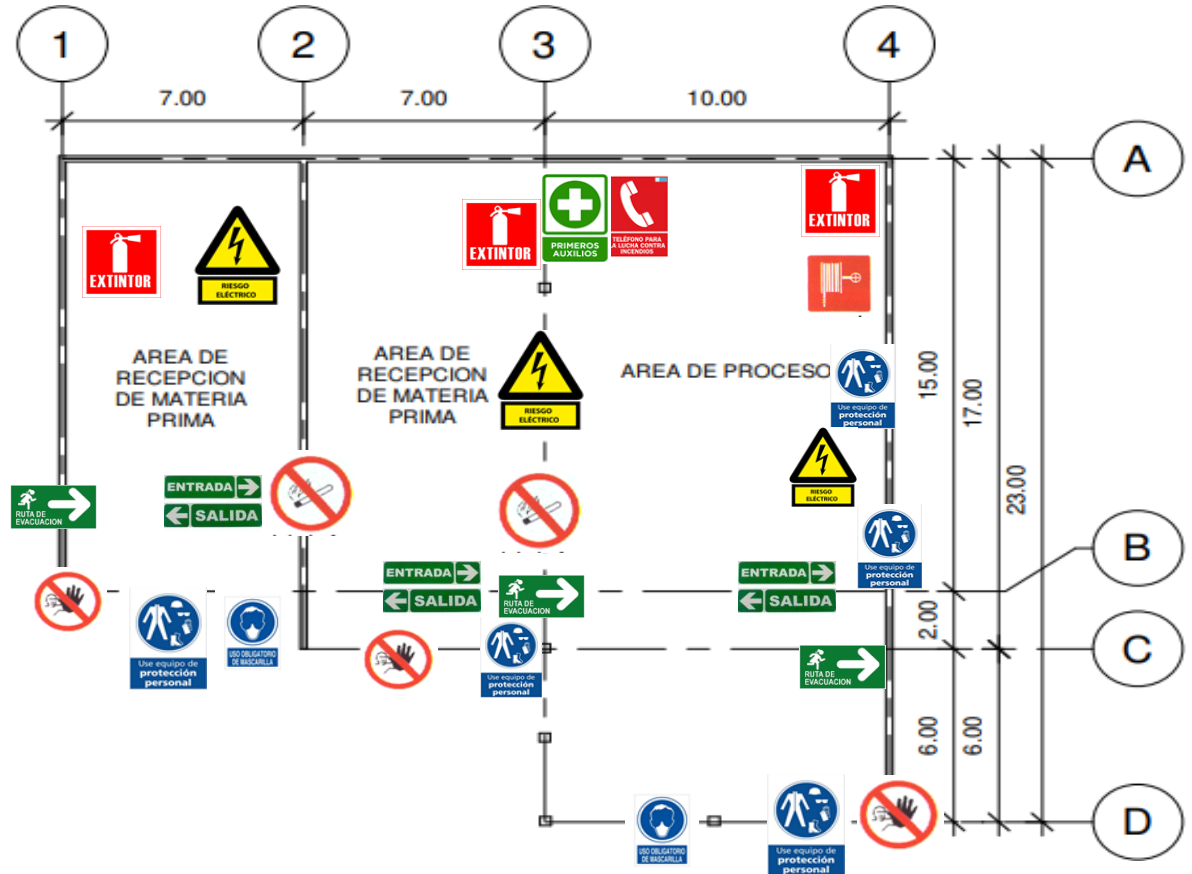 1
2
3
4
7.00
7.00
10.00
A
B
C
D
15.00
17.00
23.00
2.00
6.00
6.00
EXTINTOR
RIESGO
ELÉCTRICO
AREA DE
RECEPCION
DE MATERIA
PRIMA
RUTA DE
EVACUACION
ENTRADA
SALIDA
Use equipo de
protección
personal
USO OBLIGATORIO
DE MASCARILLA
EXTINTOR
PRIMEROS
AUXILIOS
TELÉFONO PARA
LA LUCHA CONTRA
INCENDIOS
AREA DE
RECEPCION
DE MATERIA
PRIMA
RIESGO
ELÉCTRICO
ENTRADA
SALIDA
RUTA DE
EVACUACION
Use equipo de
protección
personal
EXTINTOR
AREA DE PROCESO
Use equipo de
protección
personal
RIESGO
ELÉCTRICO
Use equipo de
protección
personal
ENTRADA
SALIDA
RUTA DE
EVACUACION
USO OBLIGATORIO
DE MASCARILLA
Use equipo de
protección
personal